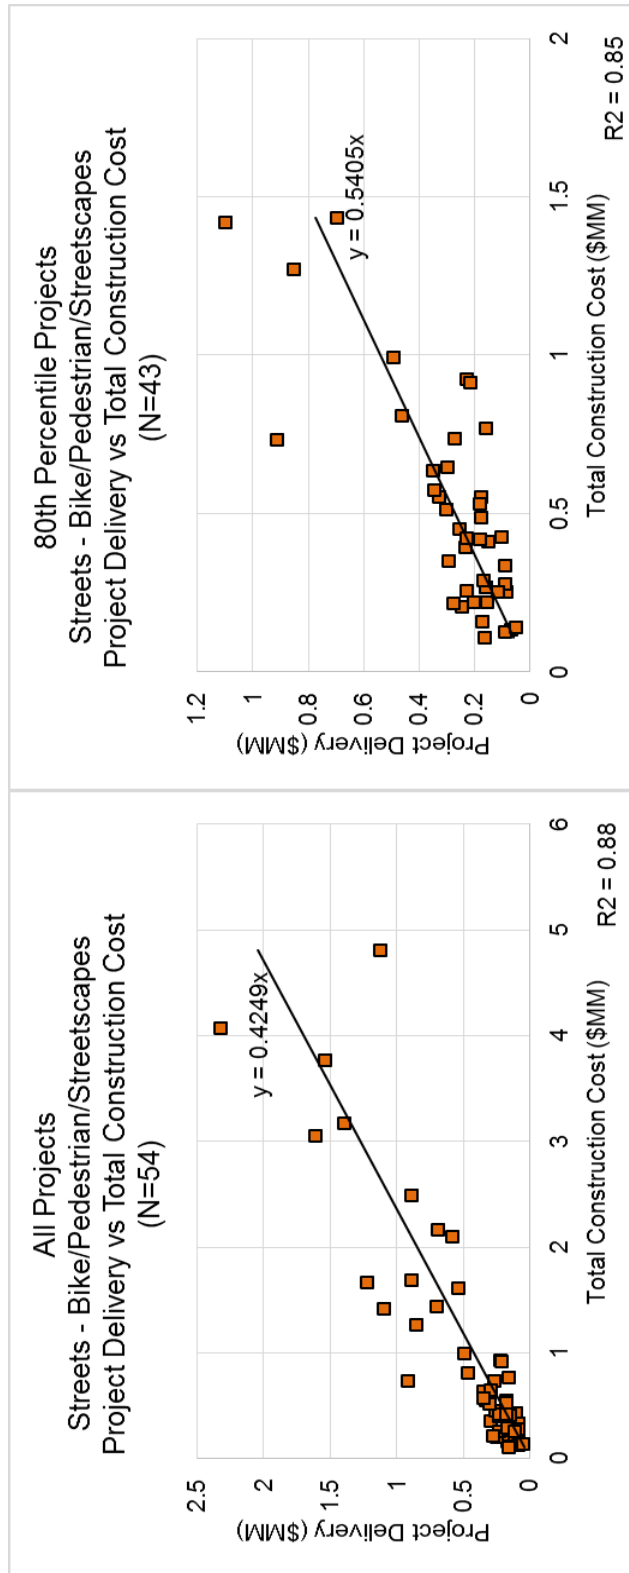 All Projects
Streets - Bike/Pedestrian/Streetscapes
Project Delivery vs Total Construction Cost
(N=54)
2.5
2
1.5
1
0.5
0
Project Delivery ($MM)
y = 0.4249x
0
1
2
3
4
5
6
Total Construction Cost ($MM)
R2 = 0.88
80th Percentile Projects
Streets - Bike/Pedestrian/Streetscapes
Project Delivery vs Total Construction Cost
(N=43)
1.2
1
0.8
0.6
0.4
0.2
0
Project Delivery ($MM)
y = 0.5405x
0
0.5
1
1.5
2
Total Construction Cost ($MM)
R2 = 0.85